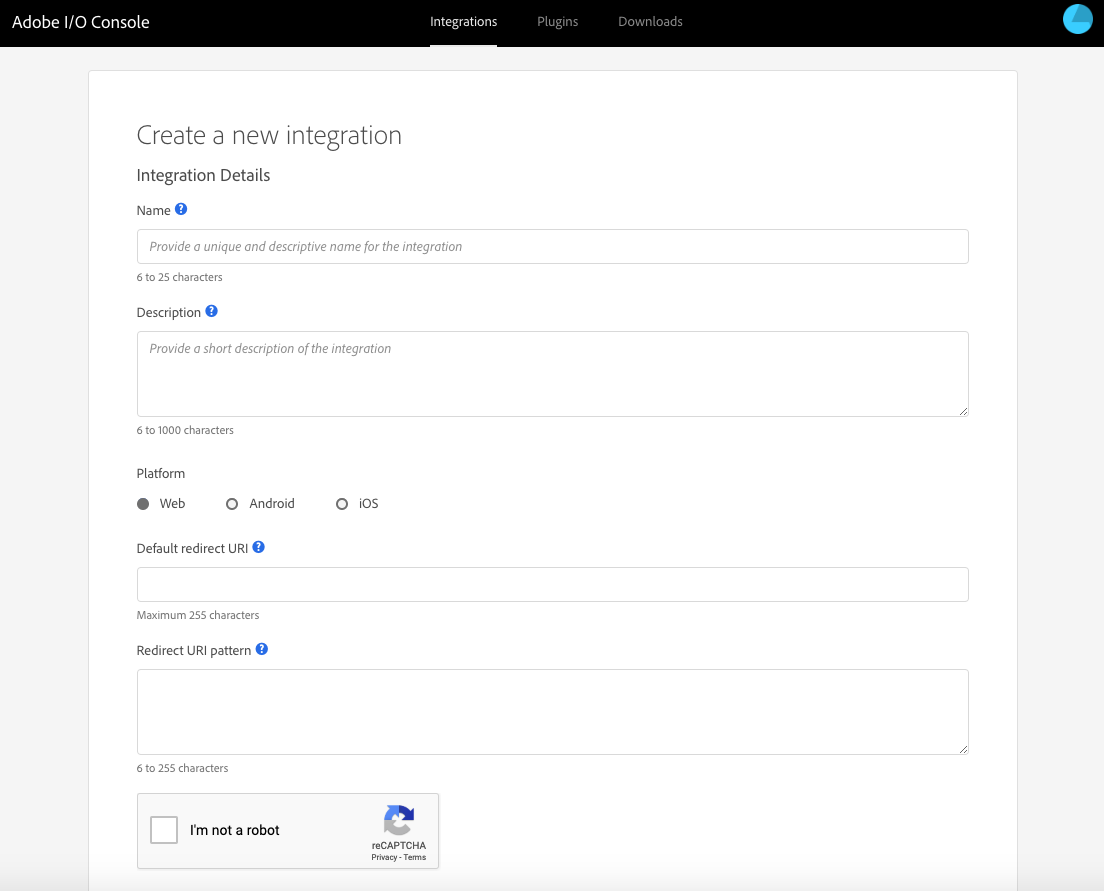 Adobe I/O Console
Integrations
Plugins
Downloads
Create a new integration
Integration Details
Name ?
Provide a unique and descriptive name for the integration
6 to 25 characters
Description ?
Provide a short description of the integration
6 to 1000 characters
Platform
Web
Android
iOS
Default redirect URI ?
Maximum 255 characters
Redirect URI pattern ?
6 to 255 characters
I'm not a robot
reCAPTCHA
Privacy - Terms